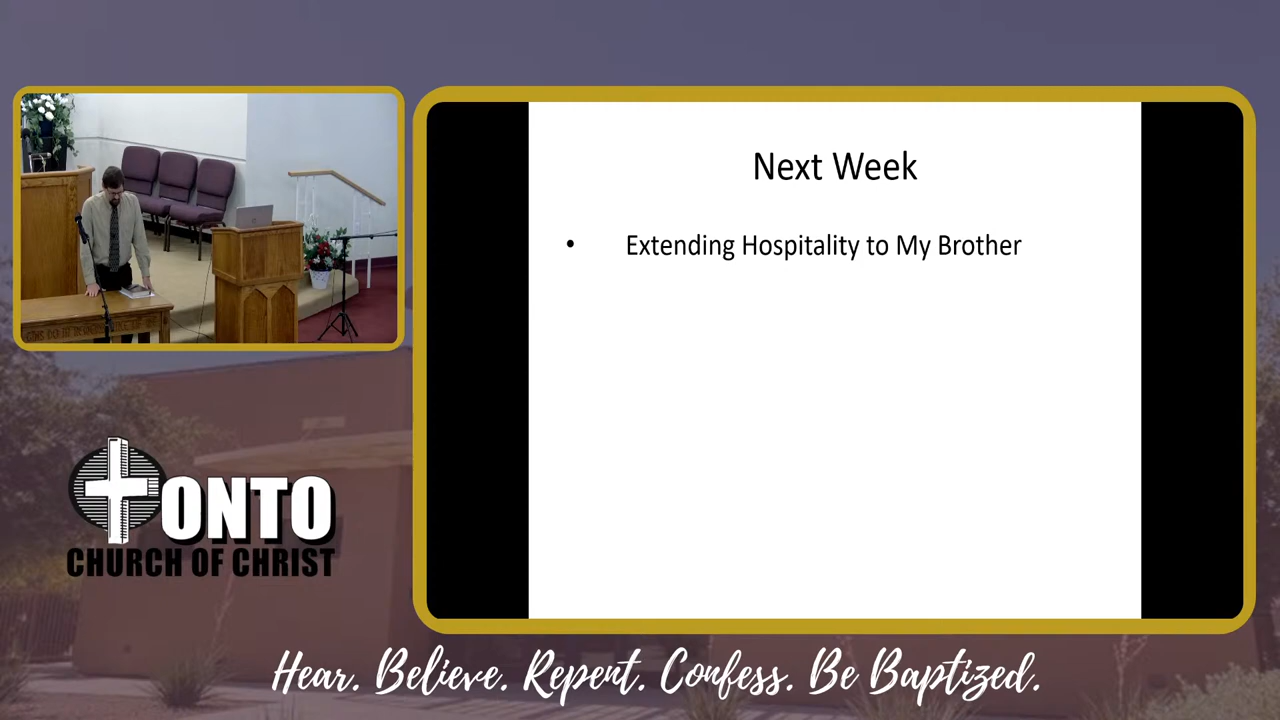 Next Week
• Extending Hospitality to My Brother
TONTO
CHURCH OF CHRIST
Hear. Believe. Repent. Confess. Be Baptized.